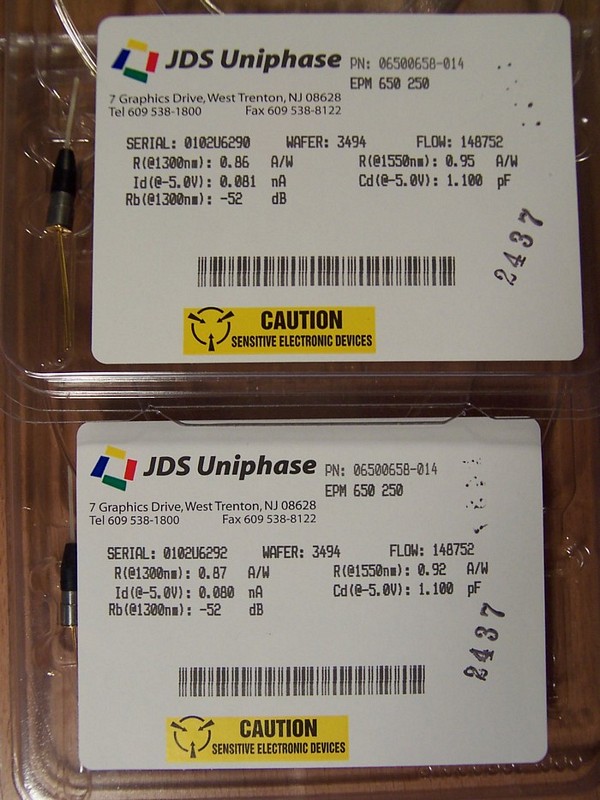 JDS Uniphase PN: 06500658-014
EPM 650 250
7 Graphics Drive, West Trenton, NJ 08628
Tel 609 538-1800 Fax 609 538-8122
SERIAL: 0102U6290 WAFER: 3494 FLOW: 148752
R(@1300nm): 0.86 A/W R(@1550nm): 0.95 A/W
Id(@-5.0V): 0.081 nA Cd(@-5.0V): 1.100 pF
Rb(@1300nm): -52 dB
2437
CAUTION
SENSITIVE ELECTRONIC DEVICES
JDS Uniphase PN: 06500658-014
EPM 650 250
7 Graphics Drive, West Trenton, NJ 08628
Tel 609 538-1800 Fax 609 538-8122
SERIAL: 0102U6292 WAFER: 3494 FLOW: 148752
R(@1300nm): 0.87 A/W R(@1550nm): 0.92 A/W
Id(@-5.0V): 0.080 nA Cd(@-5.0V): 1.100 pF
Rb(@1300nm): -52 dB
2437
CAUTION
SENSITIVE ELECTRONIC DEVICES